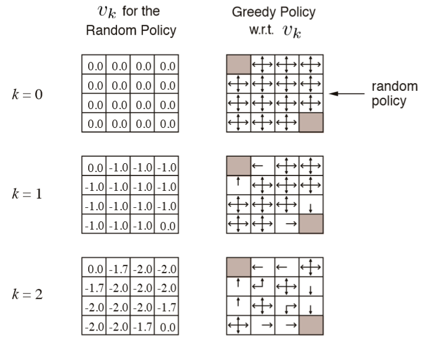 v_k for the
Random Policy
Greedy Policy
w.r.t. v_k
k = 0
0.0 0.0 0.0 0.0
0.0 0.0 0.0 0.0
0.0 0.0 0.0 0.0
0.0 0.0 0.0 0.0
random
policy
k = 1
0.0 -1.0 -1.0 -1.0
-1.0 -1.0 -1.0 -1.0
-1.0 -1.0 -1.0 -1.0
-1.0 -1.0 -1.0 0.0
k = 2
0.0 -1.7 -2.0 -2.0
-1.7 -2.0 -2.0 -2.0
-2.0 -2.0 -2.0 -1.7
-2.0 -2.0 -1.7 0.0